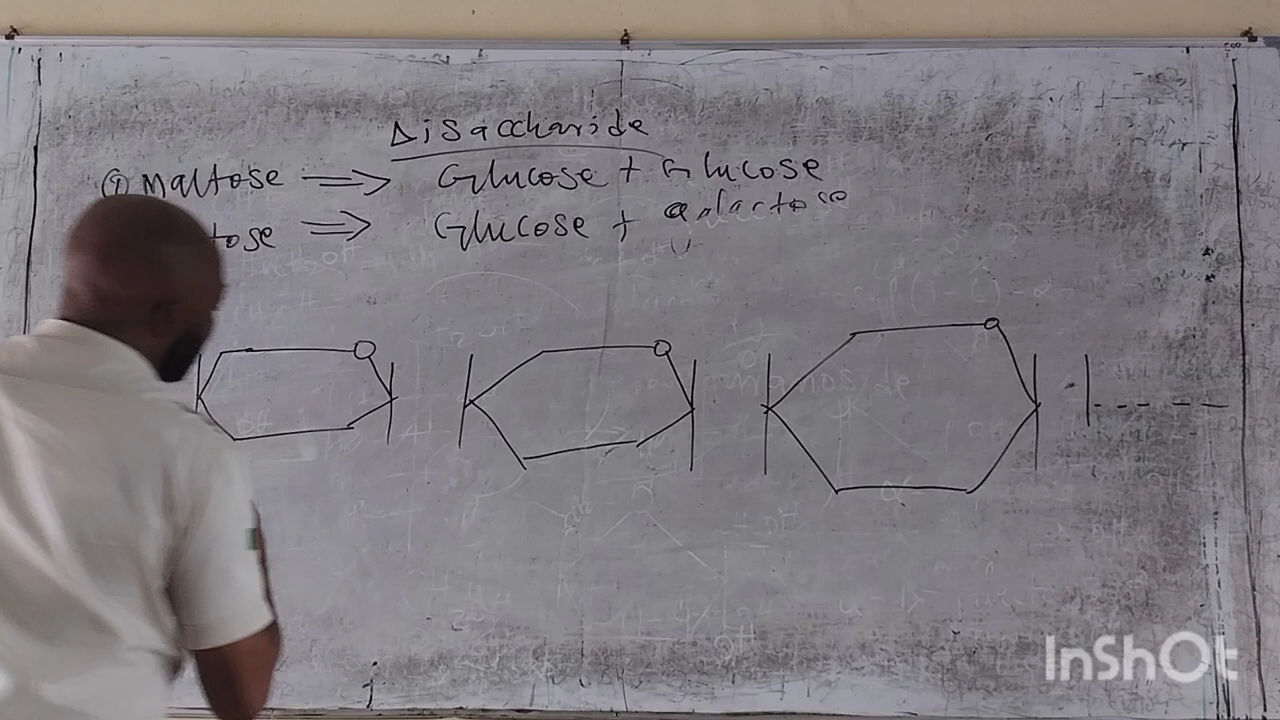 Disaccharide
① Maltose ⇒ Glucose + Glucose
tose ⇒ Glucose + galactose
O O O
InShOt